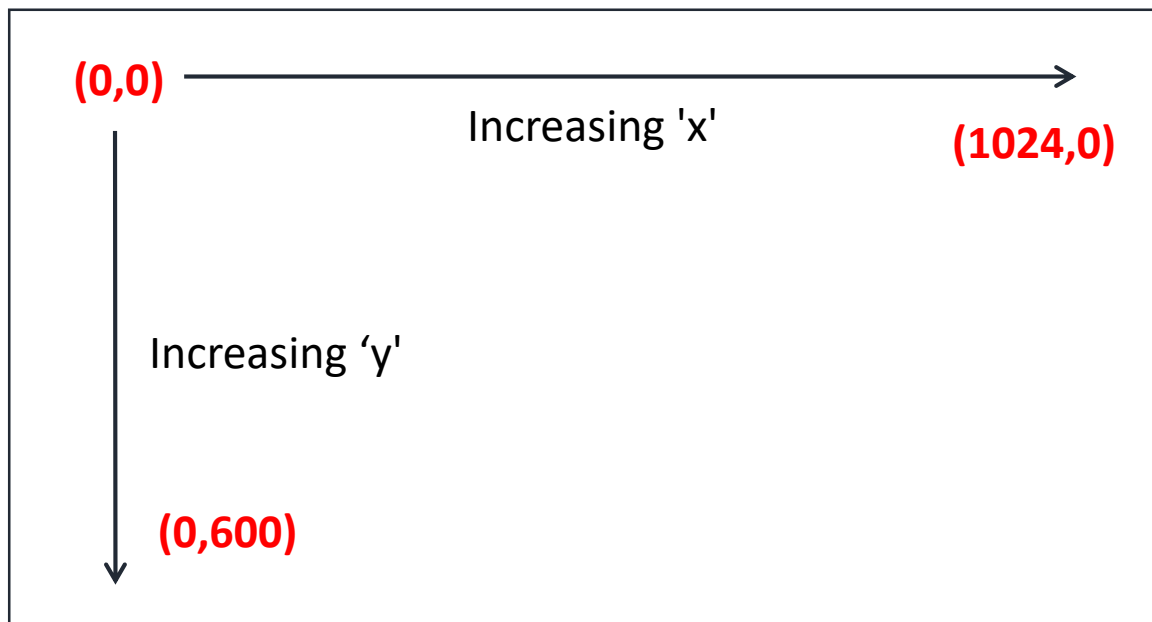 (0,0)
Increasing 'x'
(1024,0)
Increasing ‘y'
(0,600)